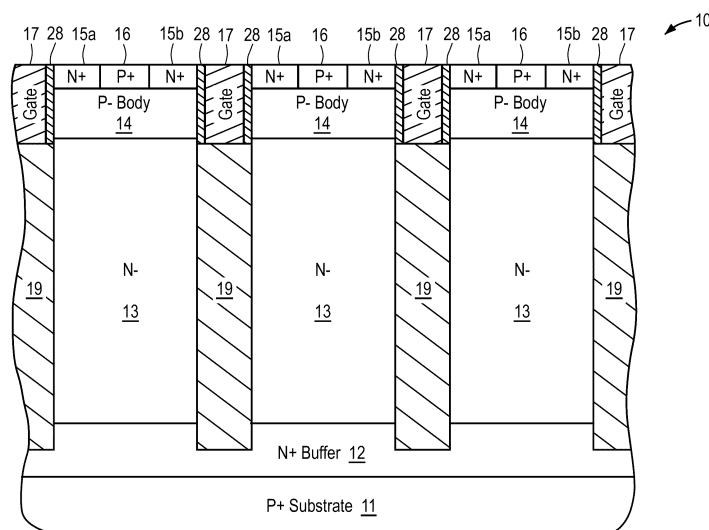 10
17 28 15a 16 15b 28 17 28 15a 16 15b 28 17 28 15a 16 15b 28 17
Gate N+ P+ N+ Gate N+ P+ N+ Gate N+ P+ N+ Gate
P- Body P- Body P- Body
14 14 14
N- N- N-
19 13 19 13 19 13 19
N+ Buffer 12
P+ Substrate 11